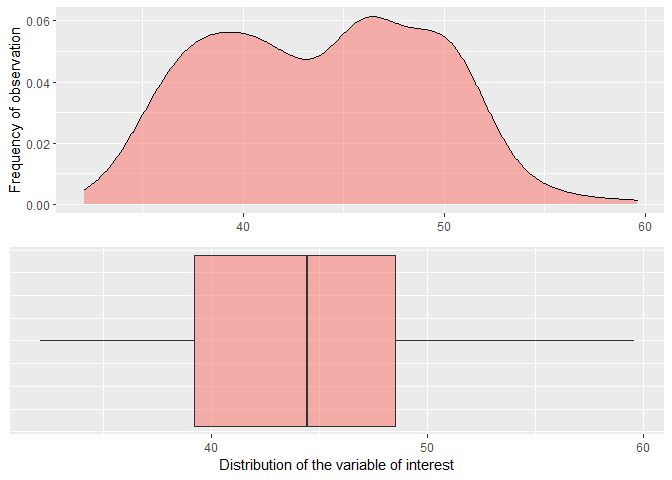 Frequency of observation
0.06
0.04
0.02
0.00
40 50 60
40 50 60
Distribution of the variable of interest